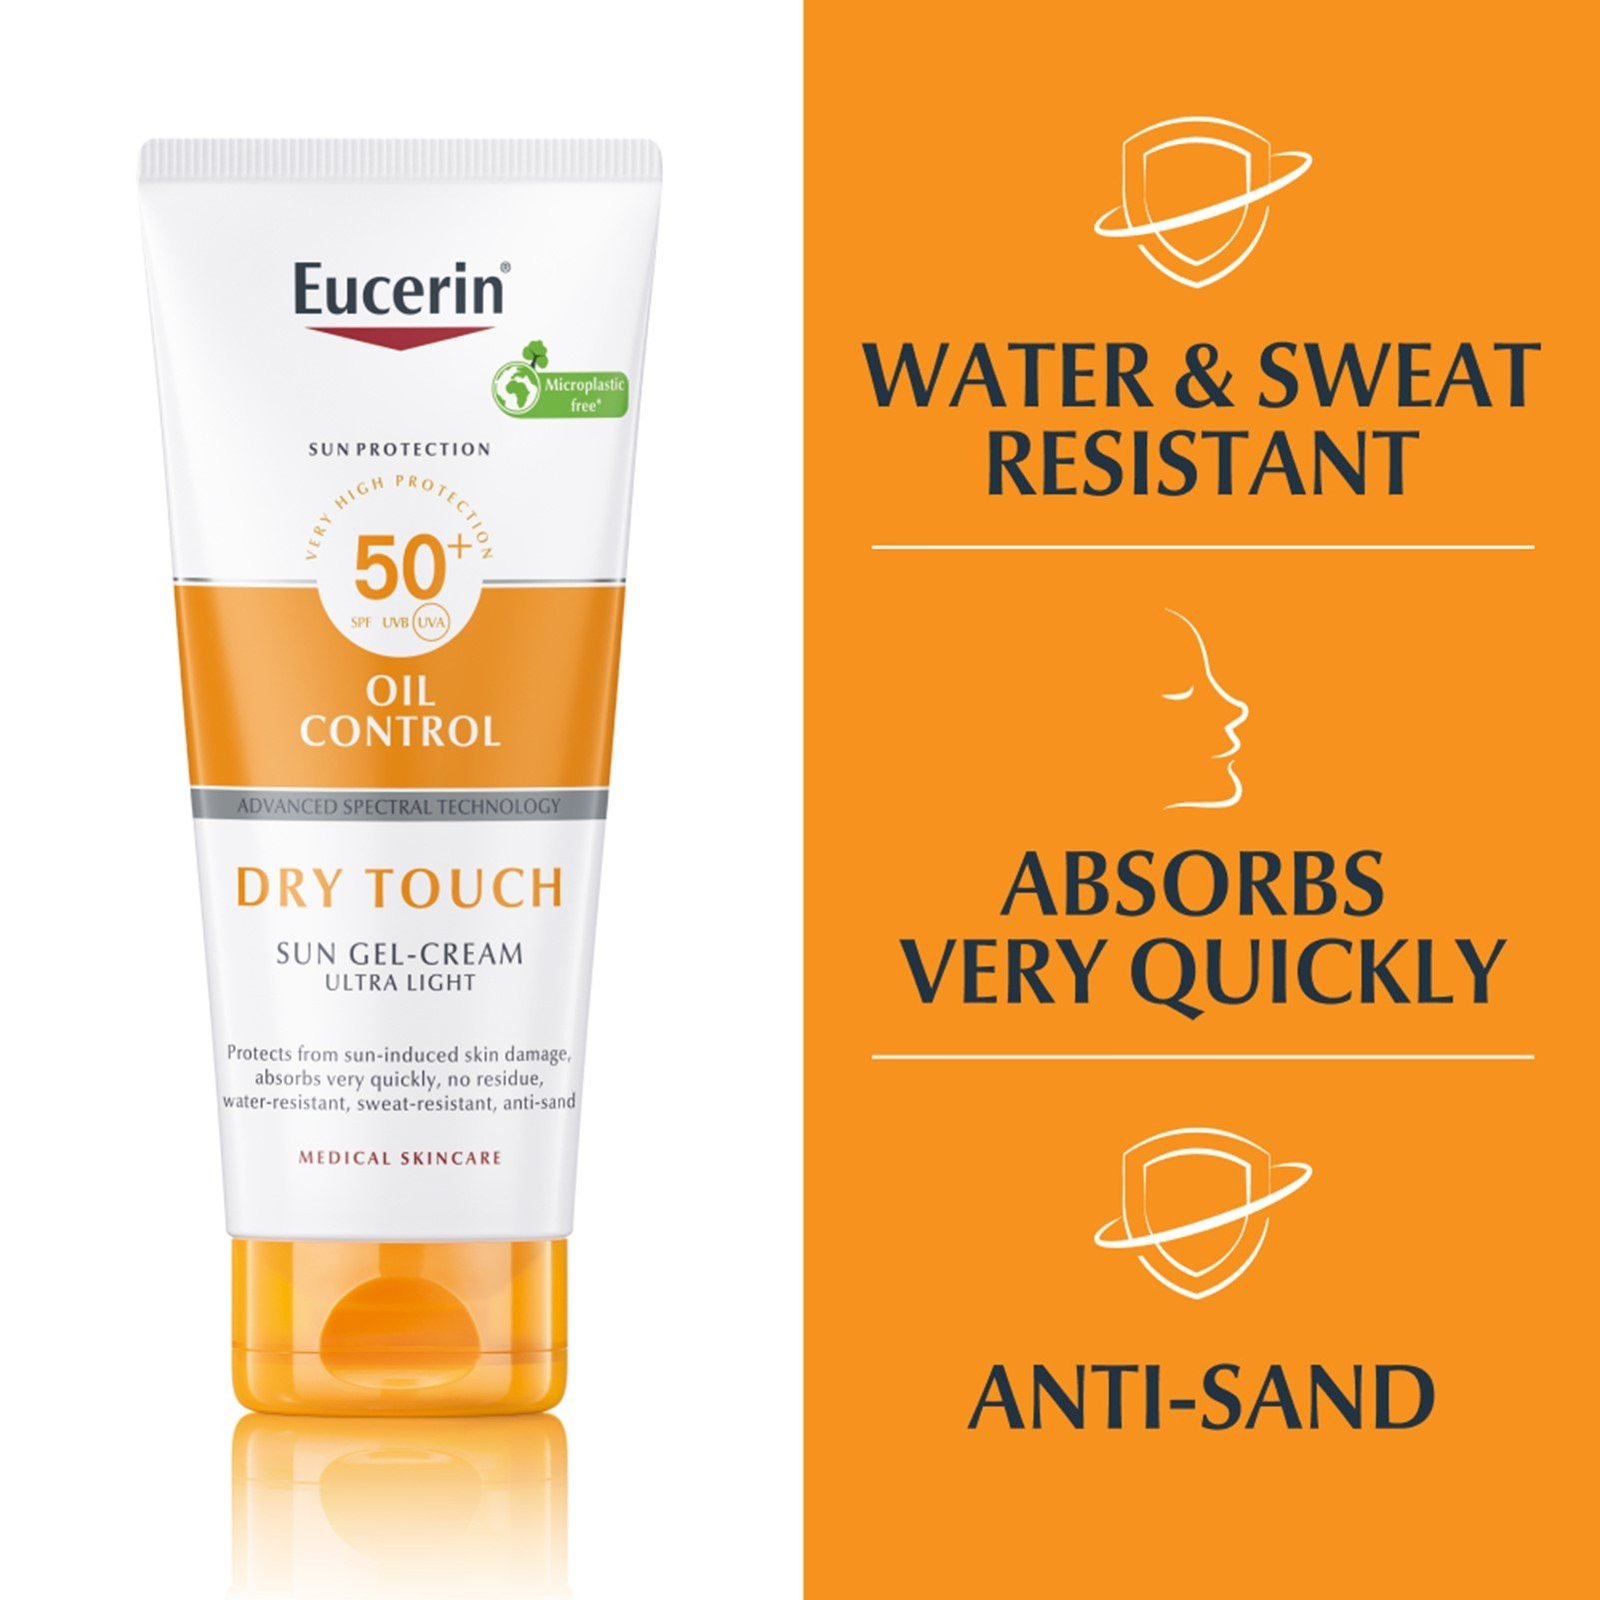 Eucerin®
Microplastic
free*
SUN PROTECTION
VERY HIGH PROTECTION
50+
SPF UVB UVA
OIL
CONTROL
ADVANCED SPECTRAL TECHNOLOGY
DRY TOUCH
SUN GEL-CREAM
ULTRA LIGHT
Protects from sun-induced skin damage,
absorbs very quickly, no residue,
water-resistant, sweat-resistant, anti-sand
MEDICAL SKINCARE
WATER & SWEAT
RESISTANT
ABSORBS
VERY QUICKLY
ANTI-SAND